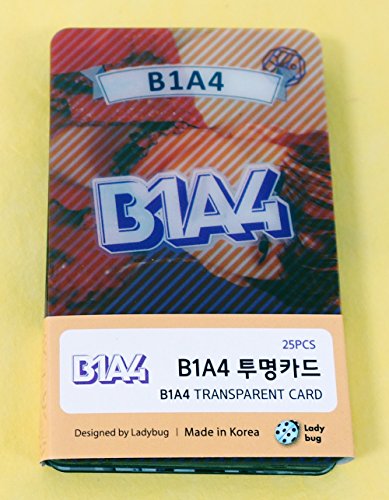 B1A4
B1A4
25PCS
B1A4
B1A4 투명카드
B1A4 TRANSPARENT CARD
Designed by Ladybug | Made in Korea
Lady
bug